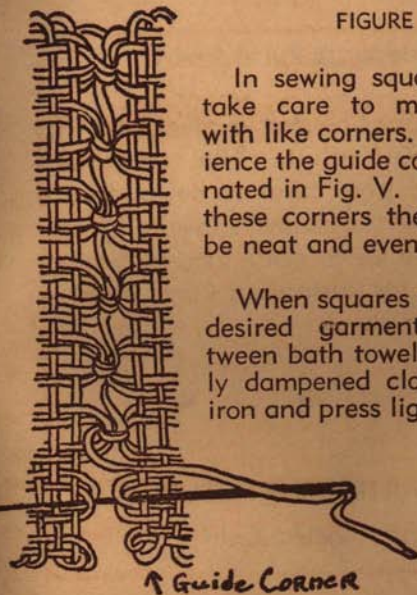 FIGURE
In sewing squ
take care to m
with like corners.
ience the guide co
nated in Fig. V.
these corners the
be neat and even
When squares
desired garment
tween bath towel
ly dampened clo
iron and press lig
↑ Guide CORNER